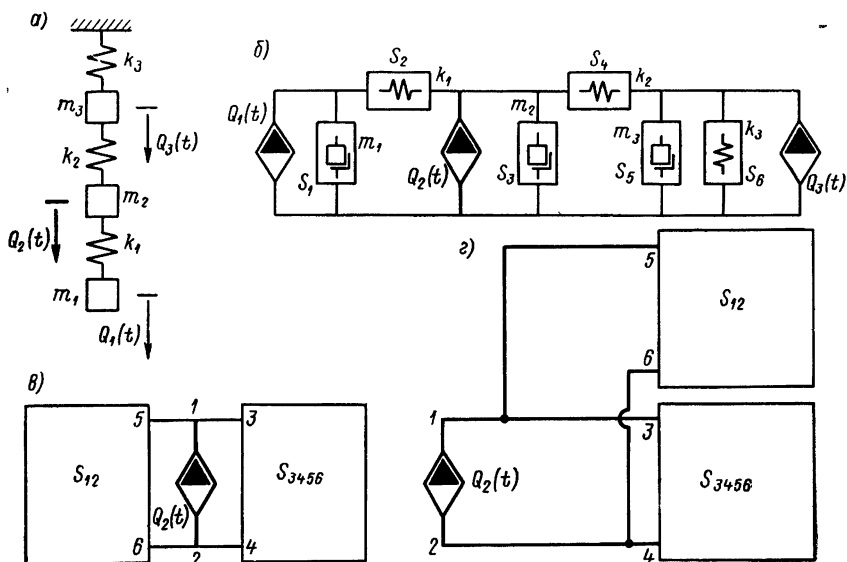 а)
k₃
m₃
Q₃(t)
k₂
m₂
Q₂(t)
k₁
m₁
Q₁(t)
б)
S₂
k₁
S₄
k₂
Q₁(t)
m₁
S₁
Q₂(t)
m₂
S₃
m₃
S₅
k₃
S₆
Q₃(t)
в)
S₁₂
5
6
1
2
Q₂(t)
3
4
S₃₄₅₆
г)
5
6
S₁₂
1
2
Q₂(t)
3
4
S₃₄₅₆